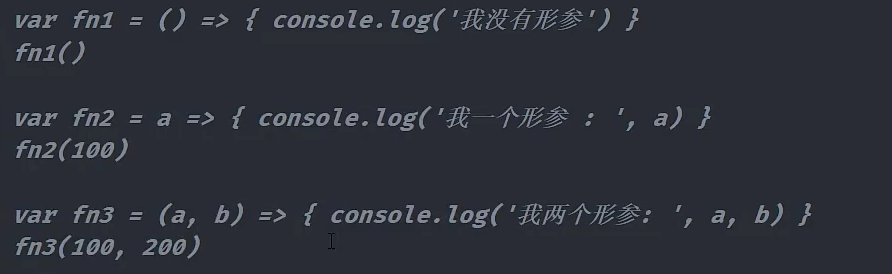 var fn1 = () => { console.log('我没有形参') }
fn1()
var fn2 = a => { console.log('我一个形参 : ', a) }
fn2(100)
var fn3 = (a, b) => { console.log('我两个形参: ', a, b) }
fn3(100, 200)